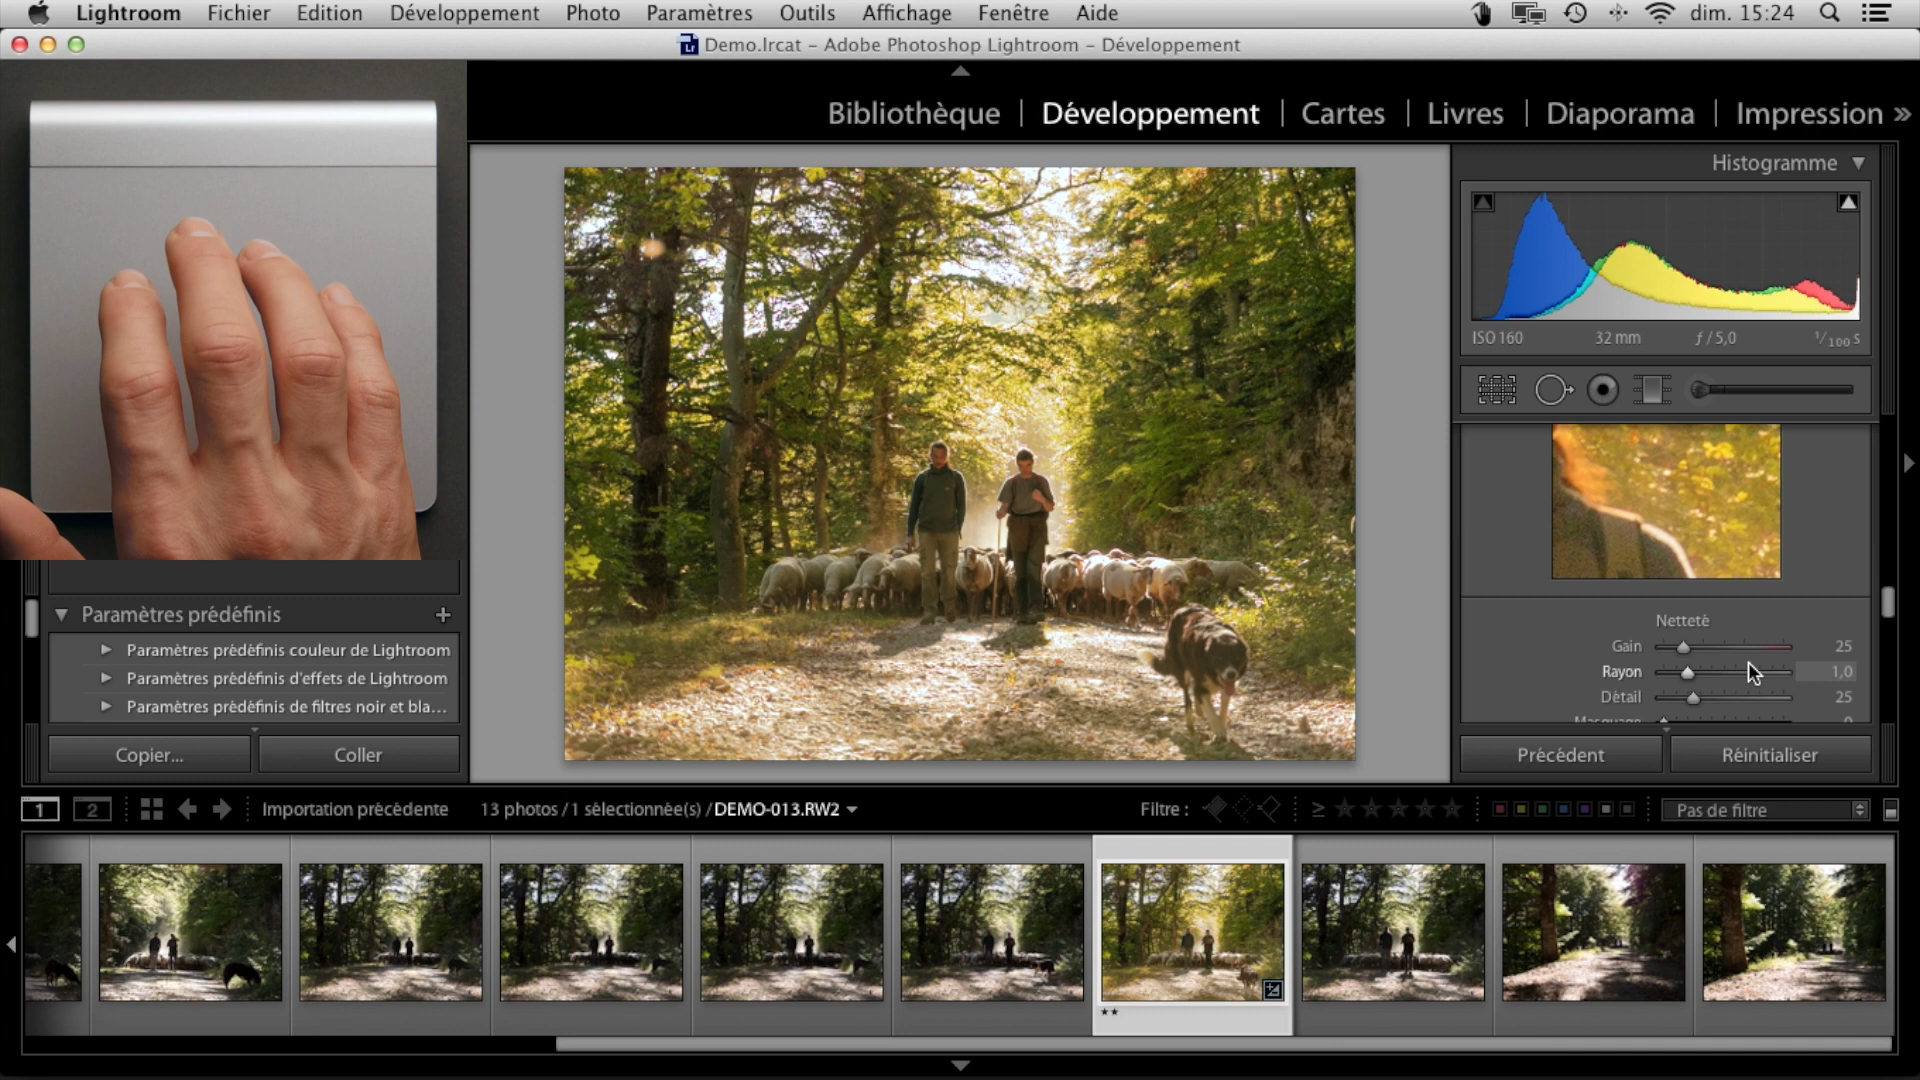 Lightroom Fichier Edition Développement Photo Paramètres Outils Affichage Fenêtre Aide dim. 15:24
Demo.lrcat – Adobe Photoshop Lightroom – Développement
Bibliothèque | Développement | Cartes | Livres | Diaporama | Impression »
Histogramme
ISO 160 32 mm ƒ/5,0 1/100 s
Netteté
Gain 25
Rayon 1,0
Détail 25
Masquage 0
Précédent Réinitialiser
Paramètres prédéfinis +
Paramètres prédéfinis couleur de Lightroom
Paramètres prédéfinis d'effets de Lightroom
Paramètres prédéfinis de filtres noir et bla...
Copier... Coller
1 2 Importation précédente 13 photos / 1 sélectionnée(s) / DEMO-013.RW2 Filtre : ≥ Pas de filtre